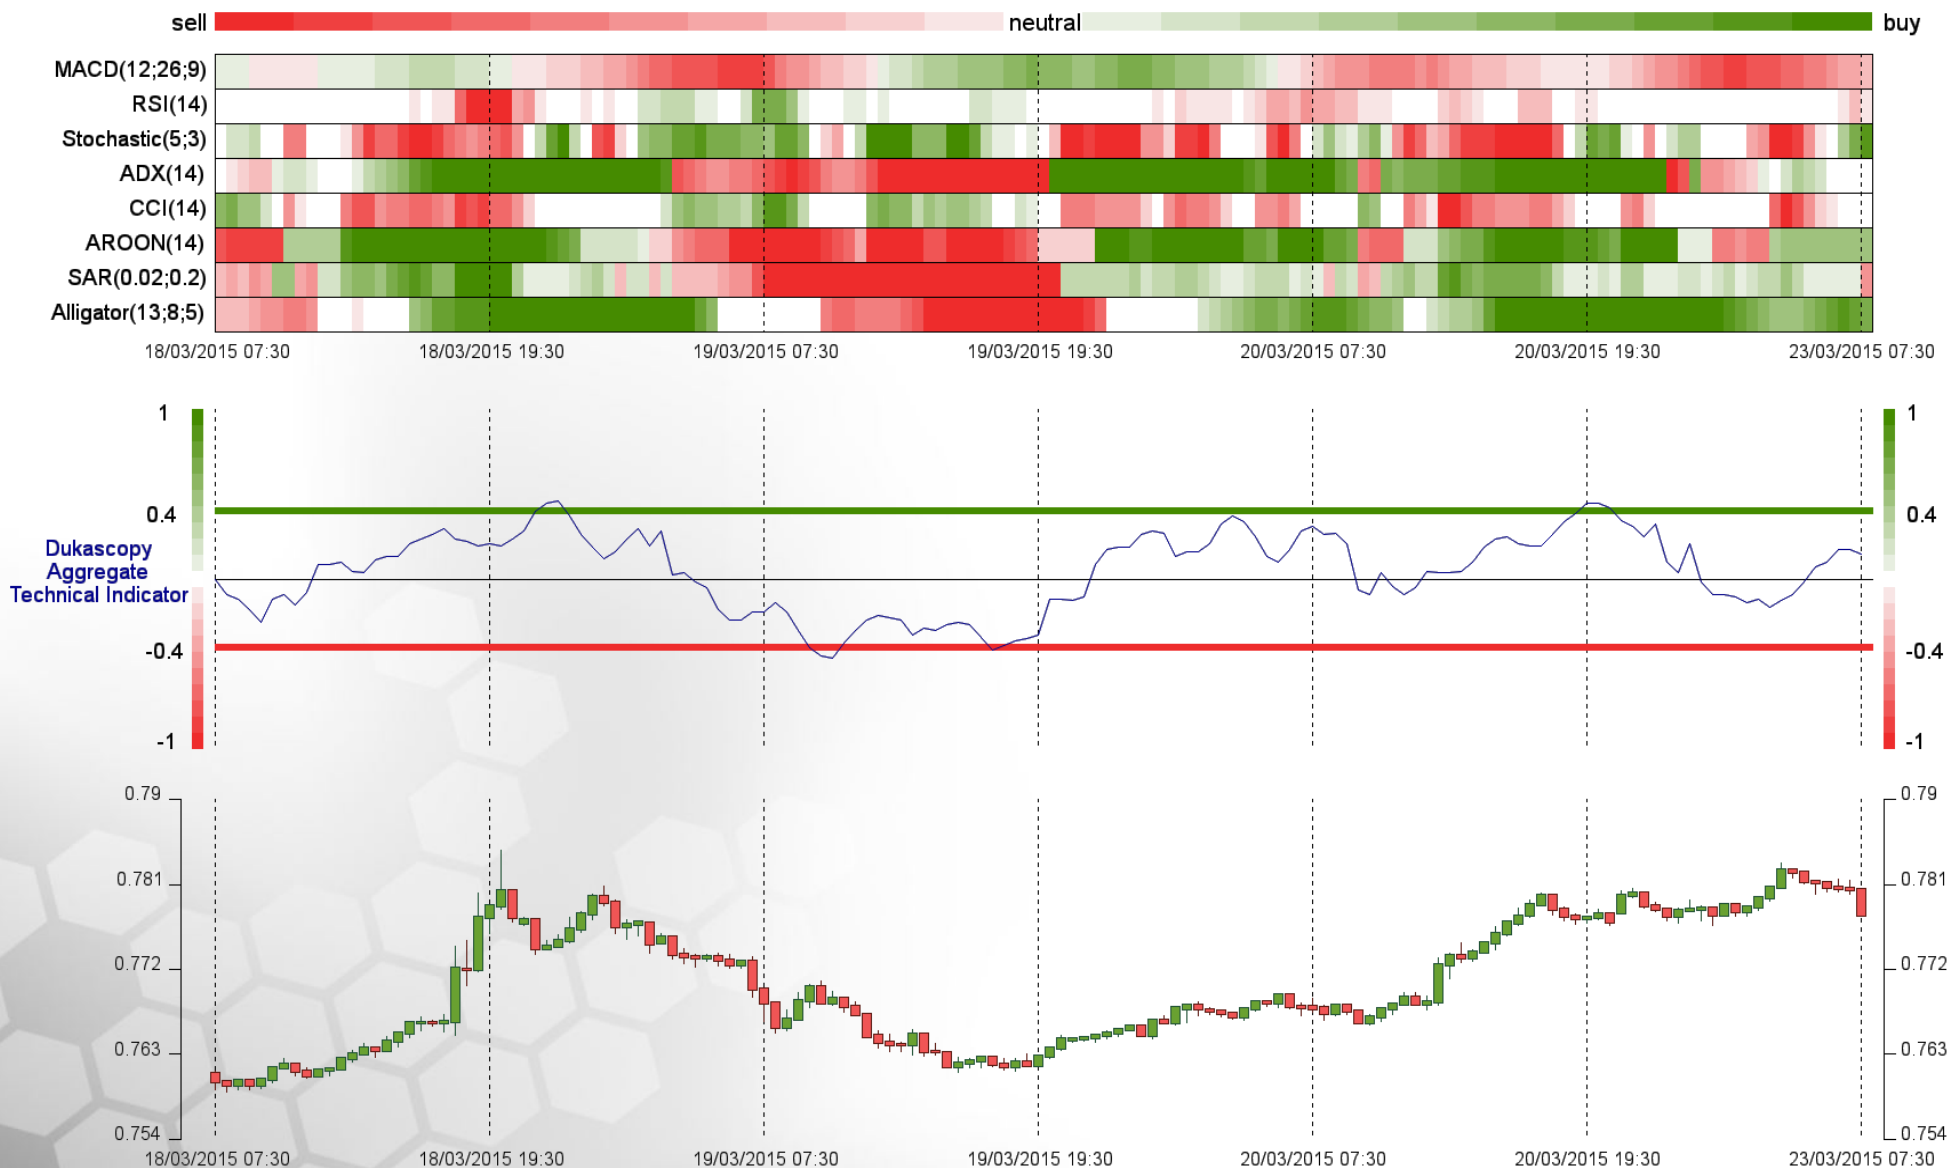 sell neutral buy
MACD(12;26;9)
RSI(14)
Stochastic(5;3)
ADX(14)
CCI(14)
AROON(14)
SAR(0.02;0.2)
Alligator(13;8;5)
18/03/2015 07:30 18/03/2015 19:30 19/03/2015 07:30 19/03/2015 19:30 20/03/2015 07:30 20/03/2015 19:30 23/03/2015 07:30
1 1
0.4 0.4
Dukascopy
Aggregate
Technical Indicator
-0.4 -0.4
-1 -1
0.79 0.79
0.781 0.781
0.772 0.772
0.763 0.763
0.754 0.754
18/03/2015 07:30 18/03/2015 19:30 19/03/2015 07:30 19/03/2015 19:30 20/03/2015 07:30 20/03/2015 19:30 23/03/2015 07:30